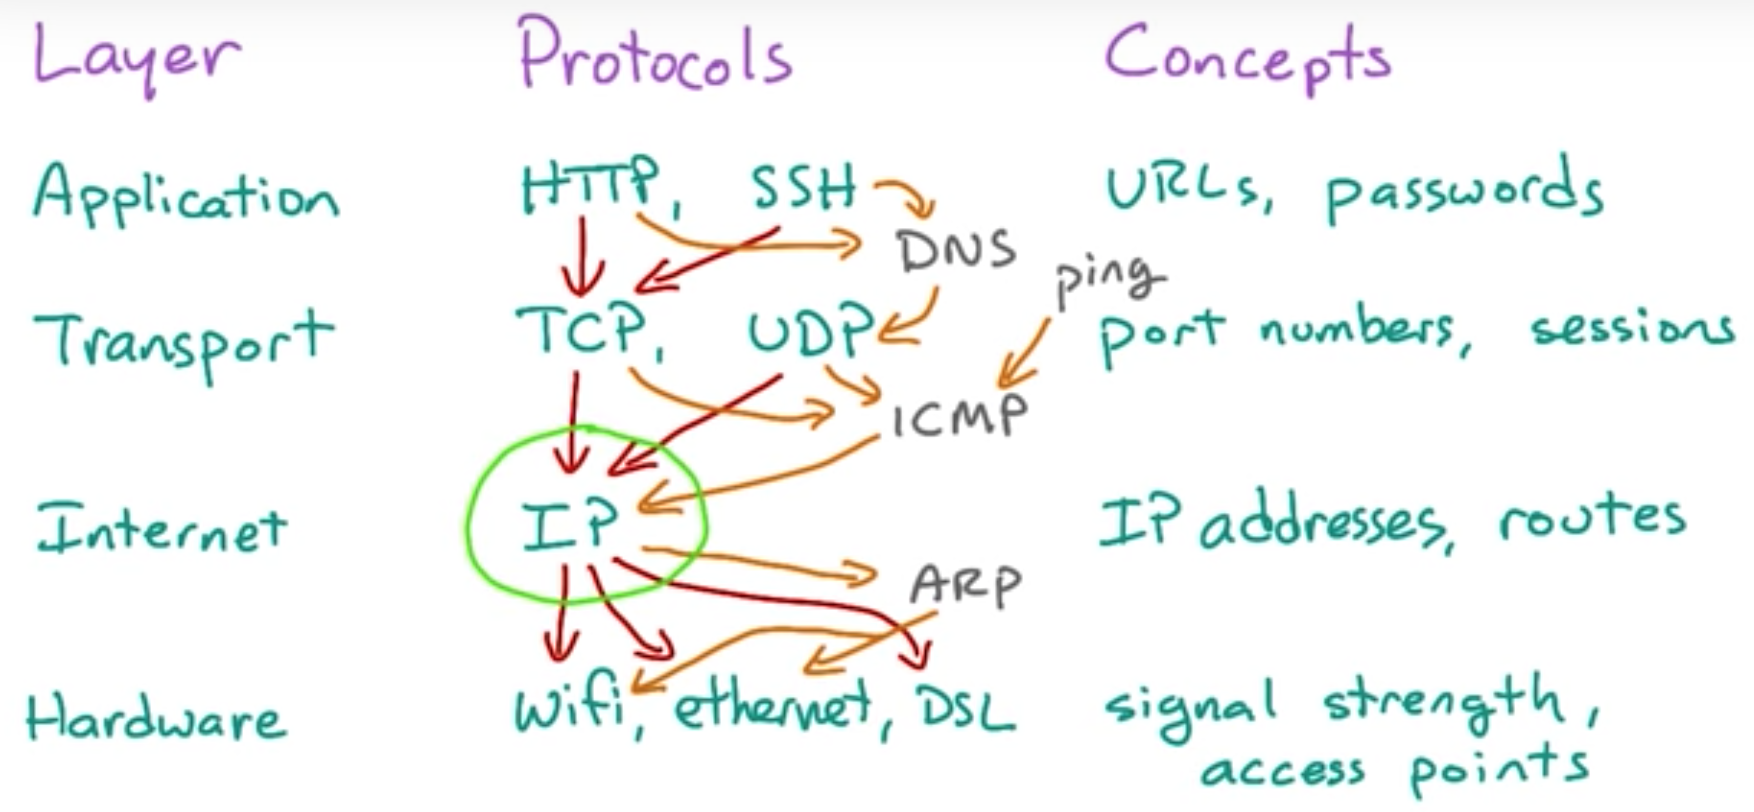 Layer Protocols Concepts
Application HTTP, SSH URLs, passwords
DNS
ping
Transport TCP, UDP port numbers, sessions
ICMP
Internet IP IP addresses, routes
ARP
Hardware Wifi, ethernet, DSL signal strength,
access points